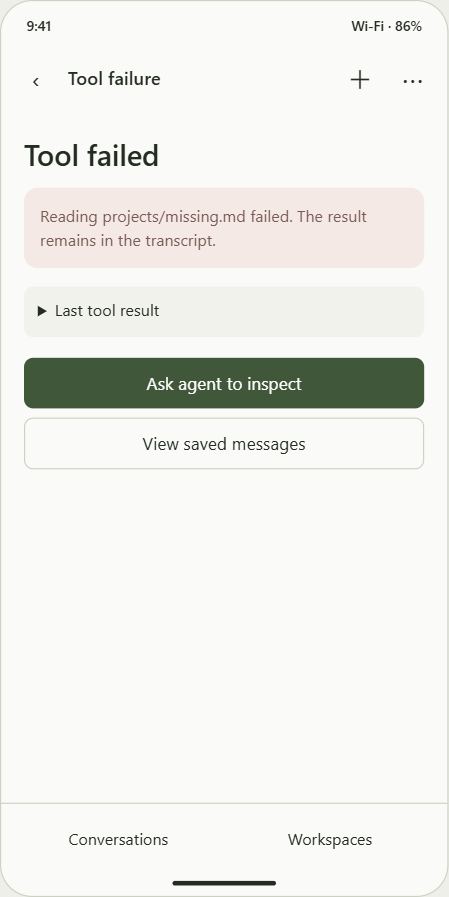 9:41
Wi-Fi · 86%
‹ Tool failure + ...
Tool failed
Reading projects/missing.md failed. The result
remains in the transcript.
▶ Last tool result
Ask agent to inspect
View saved messages
Conversations
Workspaces